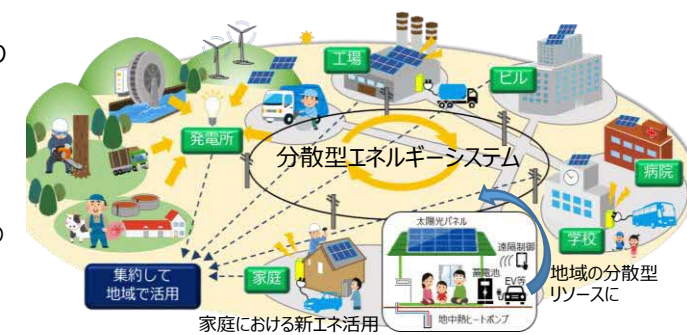 工場
ビル
発電所
分散型エネルギーシステム
病院
学校
太陽光パネル
遠隔制御
蓄電池
EV等
地中熱ヒートポンプ
地域の分散型
リソースに
集約して
地域で活用
家庭
家庭における新エネ活用